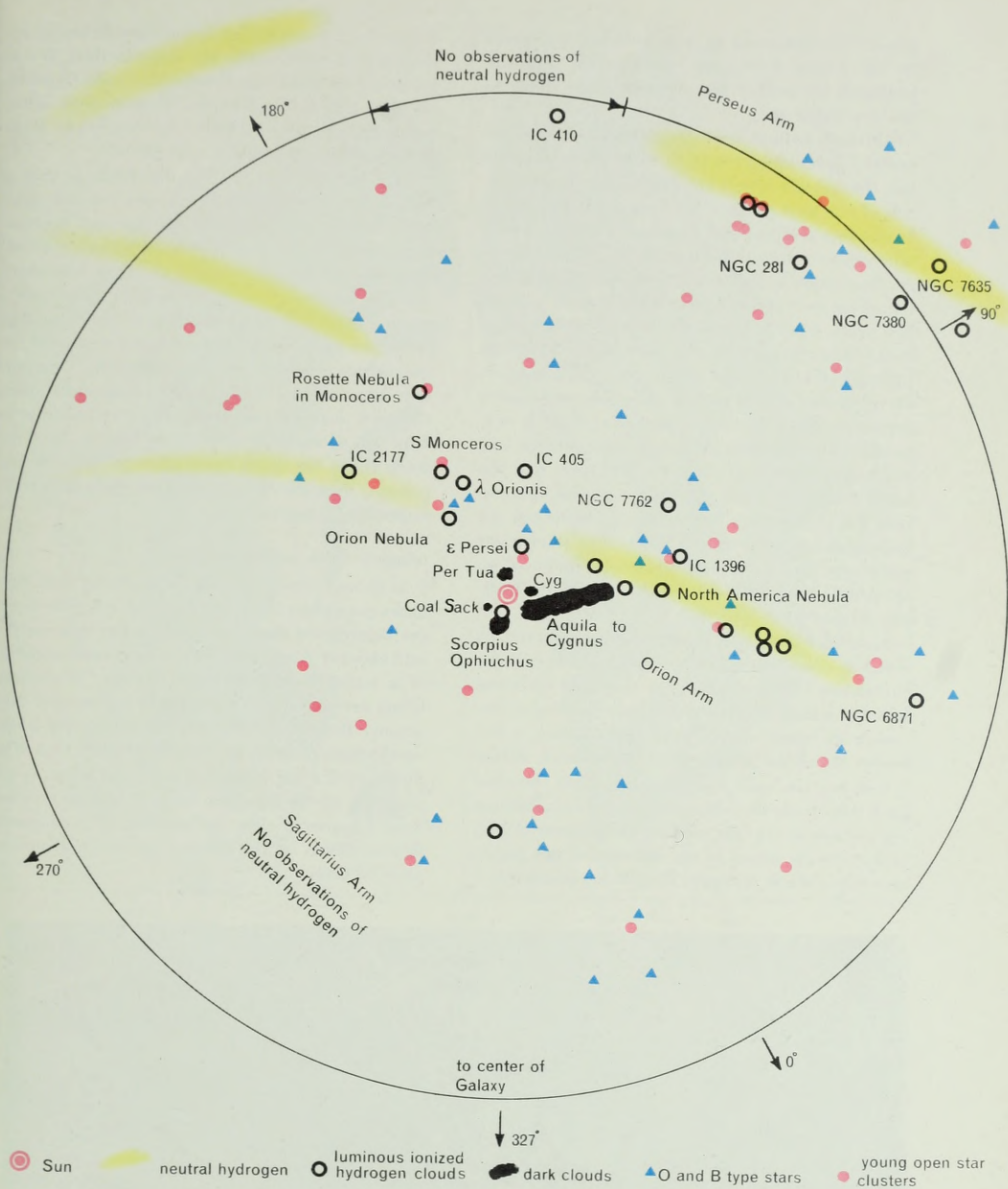 No observations of
neutral hydrogen
180°
Perseus Arm
IC 410
NGC 281
NGC 7635
NGC 7380
90°
Rosette Nebula
in Monoceros
S Monceros
IC 2177
IC 405
λ Orionis
NGC 7762
Orion Nebula
ε Persei
IC 1396
Per Tua
Cyg
North America Nebula
Coal Sack
Aquila to
Cygnus
Scorpius
Ophiuchus
Orion Arm
NGC 6871
Sagittarius Arm
No observations of
neutral hydrogen
270°
0°
to center of
Galaxy
327°
Sun
neutral hydrogen
luminous ionized
hydrogen clouds
dark clouds
O and B type stars
young open star
clusters